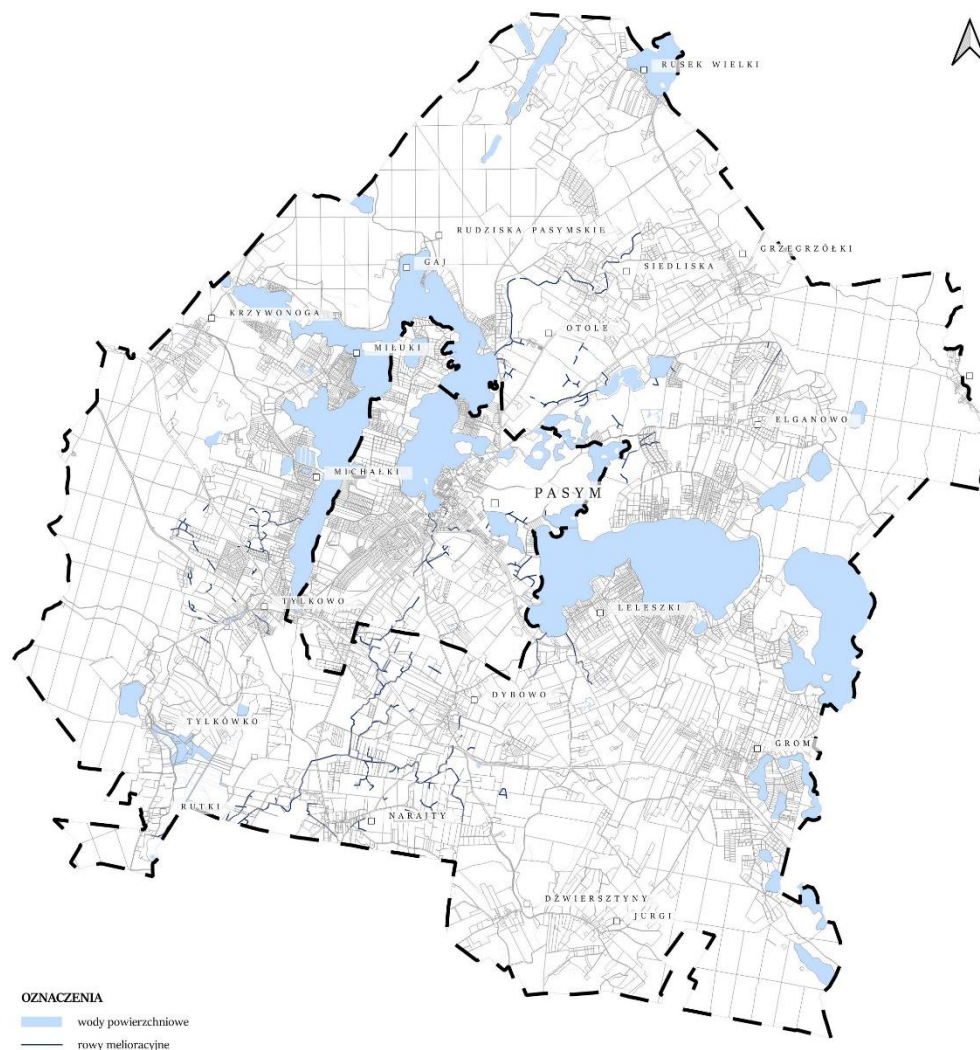 RUSEK WIELKI
RUDZISKA PASYMSKIE
GRZEGRZÓŁKI
GAJ
SIEDLISKA
KRZYWONOGA
OTOLE
MIŁUKI
ELGANOWO
MICHAŁKI
PASYM
TYLKOWO
LELESZKI
DYBOWO
TYLKÓWKO
GROM
RUTKI
NARAJTY
DŹWIERSZTYNY
JURGI
OZNACZENIA
wody powierzchniowe
rowy melioracyjne